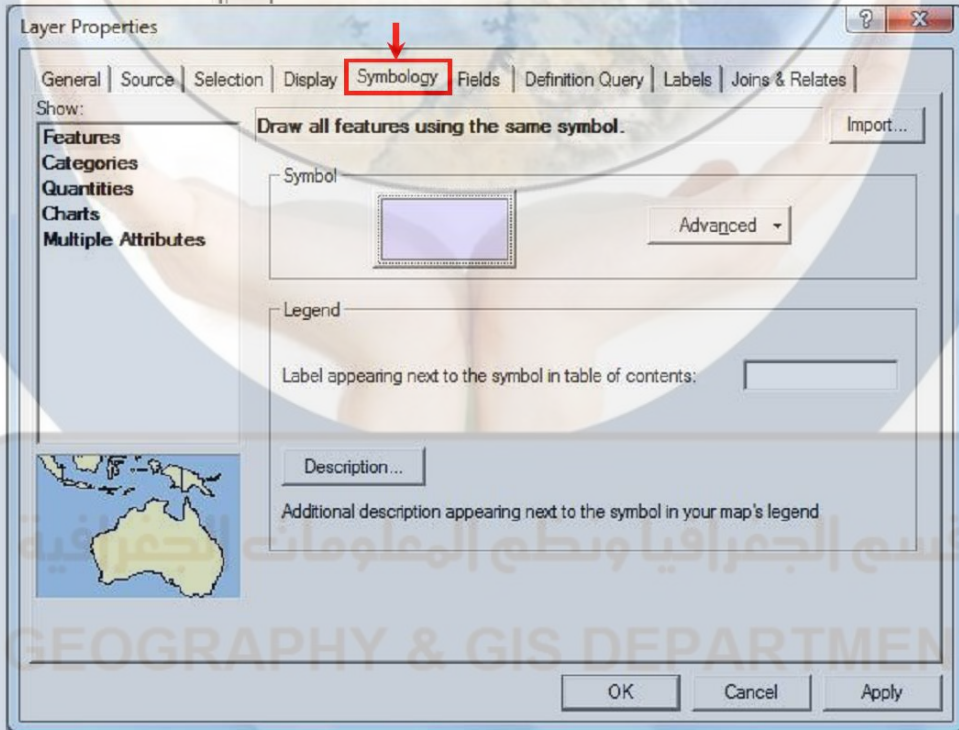 Layer Properties
General Source Selection Display Symbology Fields Definition Query Labels Joins & Relates
Show:
Features
Categories
Quantities
Charts
Multiple Attributes
Draw all features using the same symbol.
Import...
Symbol
Advanced
Legend
Label appearing next to the symbol in table of contents:
Description...
Additional description appearing next to the symbol in your map's legend
قسم الجغرافيا ونظم المعلومات الجغرافية
GEOGRAPHY & GIS DEPARTMEN
OK Cancel Apply